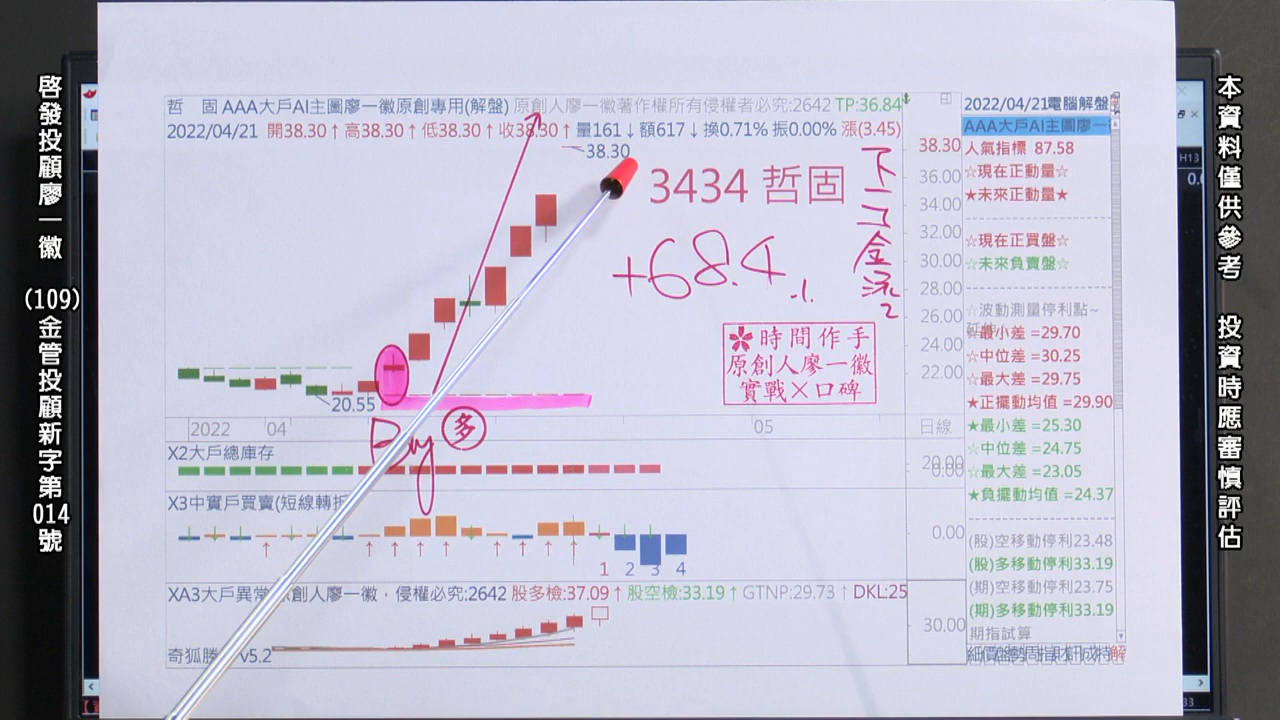 啓發投顧廖一徽 (109)金管投顧新字第014號
哲 固 AAA大戶AI主圖廖一徽原創專用(解盤) 原創人廖一徽著作權所有侵權者必究:2642 TP:36.84
2022/04/21 開38.30↑ 高38.30↑ 低38.30↑ 收38.30↑ 量161↓ 額617↓ 換0.71% 振0.00% 漲(3.45)
38.30
3434 哲固
+68.4
20.55
Buy
多
時間作手
原創人廖一徽
實戰×口碑
38.30
36.00
34.00
32.00
30.00
28.00
26.00
24.00
22.00
2022
04
05
日線
X2大戶總庫存
20.00
0.00
X3中實戶買賣(短線轉折
0.00
1 2 3 4
XA3大戶異常 原創人廖一徽，侵權必究:2642 股多檢:37.09↑ 股空檢:33.19↑ GTNP:29.73↑ DKL:25
30.00
奇狐勝 v5.2
2022/04/21電腦解盤
AAA大戶AI主圖廖一
人氣指標 87.58
☆現在正動量☆
★未來正動量★
☆現在正買盤☆
☆未來負賣盤☆
☆波動測量停利點~
☆最小差 =29.70
☆中位差 =30.25
☆最大差 =29.75
★正擺動均值 =29.90
★最小差 =25.30
☆中位差 =24.75
☆最大差 =23.05
★負擺動均值 =24.37
(股)空移動停利23.48
(股)多移動停利33.19
(期)空移動停利23.75
(期)多移動停利33.19
期指試算
H13
0.
33
本資料僅供參考 投資時應審慎評估